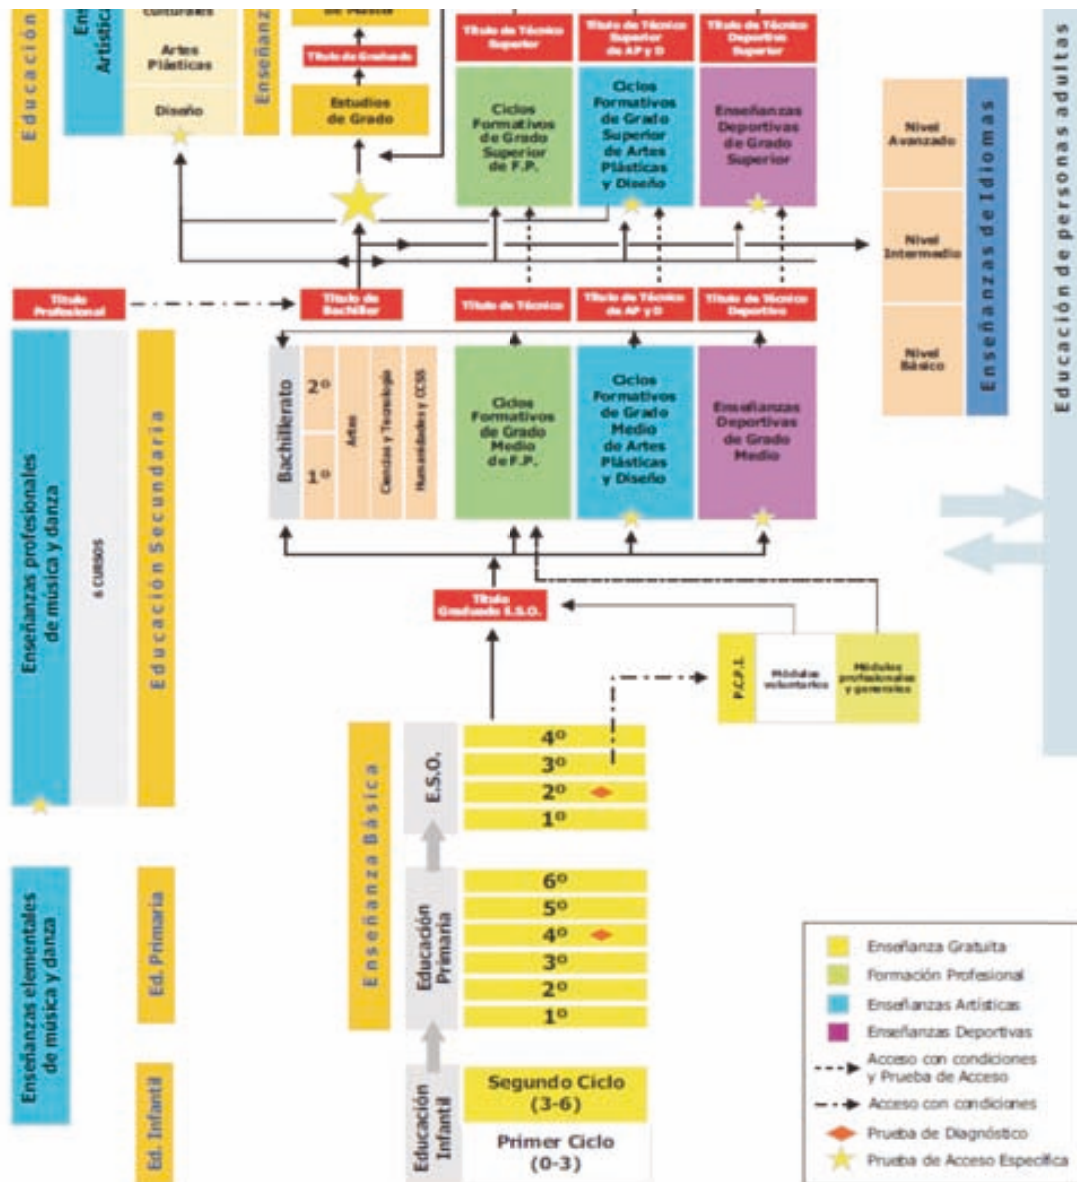 Educación
Artística
culturales
Artes
Plásticas
Diseño
de Máster
Título de Graduado
Estudios
de Grado
Título de Técnico
Superior
Título de Técnico
Superior
de AP y D
Título de Técnico
Deportivo
Superior
Ciclos
Formativos
de Grado
Superior
de F.P.
Ciclos
Formativos
de Grado
Superior
de Artes
Plásticas
y Diseño
Enseñanzas
Deportivas
de Grado
Superior
Nivel
Avanzado
Nivel
Intermedio
Nivel
Básico
Enseñanzas de Idiomas
Educación de personas adultas
Título
Profesional
Título de
Bachiller
Título de Técnico
Título de Técnico
de AP y D
Título de Técnico
Deportivo
Enseñanzas profesionales
de música y danza
6 CURSOS
Educación Secundaria
Bachillerato
2º
1º
Artes
Ciencias y Tecnología
Humanidades y CCSS
Ciclos
Formativos
de Grado
Medio
de F.P.
Ciclos
Formativos
de Grado
Medio
de Artes
Plásticas
y Diseño
Enseñanzas
Deportivas
de Grado
Medio
Título
Graduado E.S.O.
P.C.P.I.
Módulos
voluntarios
Módulos
profesionales
y generales
Enseñanza Básica
E.S.O.
4º
3º
2º
1º
Educación
Primaria
6º
5º
4º
3º
2º
1º
Enseñanzas elementales
de música y danza
Ed. Primaria
Ed. Infantil
Educación
Infantil
Segundo Ciclo
(3-6)
Primer Ciclo
(0-3)
Enseñanza Gratuita
Formación Profesional
Enseñanzas Artísticas
Enseñanzas Deportivas
Acceso con condiciones
y Prueba de Acceso
Acceso con condiciones
Prueba de Diagnóstico
Prueba de Acceso Específica